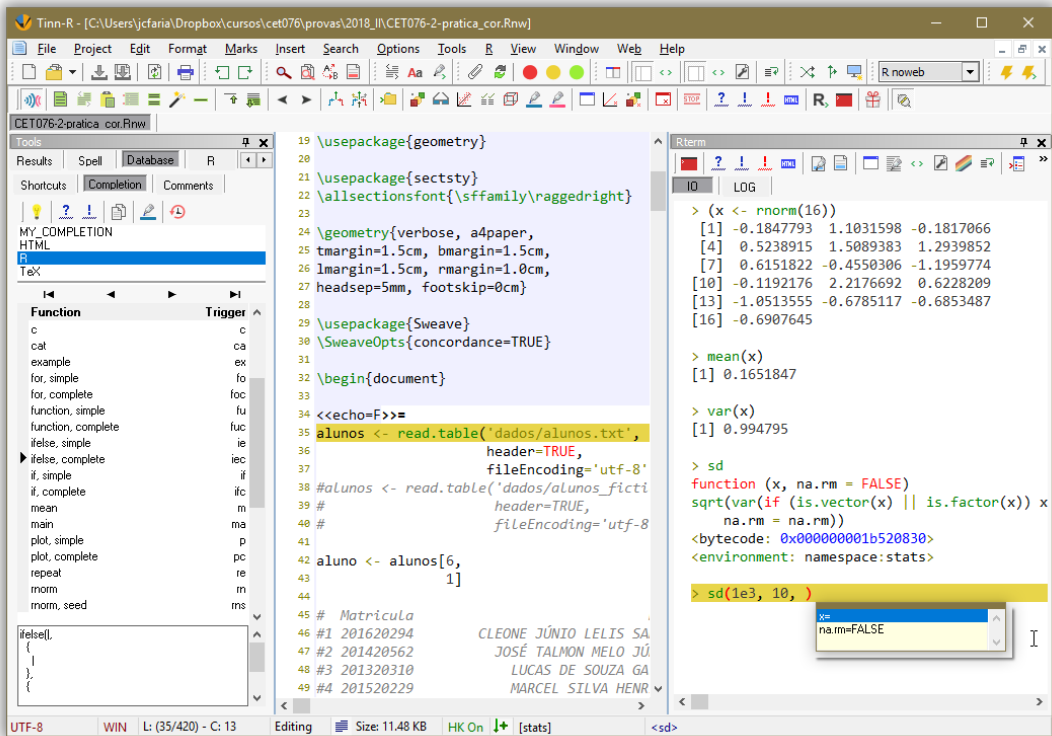 Tinn-R - [C:\Users\jcfaria\Dropbox\cursos\cet076\provas\2018_II\CET076-2-pratica_cor.Rnw]
File Project Edit Format Marks Insert Search Options Tools R View Window Web Help
R noweb
CET076-2-pratica_cor.Rnw
Tools
Results Spell Database R
Shortcuts Completion Comments
MY_COMPLETION
HTML
R
TeX
Function Trigger
c c
cat ca
example ex
for, simple fo
for, complete foc
function, simple fu
function, complete fuc
ifelse, simple ie
ifelse, complete iec
if, simple if
if, complete ifc
mean m
main ma
plot, simple p
plot, complete pc
repeat re
rnorm rn
rnorm, seed rns
ifelse(|,
{
|
},
{
19 \usepackage{geometry}
20
21 \usepackage{sectsty}
22 \allsectionsfont{\sffamily\raggedright}
23
24 \geometry{verbose, a4paper,
25 tmargin=1.5cm, bmargin=1.5cm,
26 lmargin=1.5cm, rmargin=1.0cm,
27 headsep=5mm, footskip=0cm}
28
29 \usepackage{Sweave}
30 \SweaveOpts{concordance=TRUE}
31
32 \begin{document}
33
34 <<echo=F>>=
35 alunos <- read.table('dados/alunos.txt',
36 header=TRUE,
37 fileEncoding='utf-8'
38 #alunos <- read.table('dados/alunos_ficti
39 # header=TRUE,
40 # fileEncoding='utf-8
41
42 aluno <- alunos[6,
43 1]
44
45 # Matricula
46 #1 201620294 CLEONE JÚNIO LELIS SA
47 #2 201420562 JOSÉ TALMON MELO JÚ
48 #3 201320310 LUCAS DE SOUZA GA
49 #4 201520229 MARCEL SILVA HENR
Rterm
IO LOG
> (x <- rnorm(16))
[1] -0.1847793 1.1031598 -0.1817066
[4] 0.5238915 1.5089383 1.2939852
[7] 0.6151822 -0.4550306 -1.1959774
[10] -0.1192176 2.2176692 0.6228209
[13] -1.0513555 -0.6785117 -0.6853487
[16] -0.6907645
> mean(x)
[1] 0.1651847
> var(x)
[1] 0.994795
> sd
function (x, na.rm = FALSE)
sqrt(var(if (is.vector(x) || is.factor(x)) x
na.rm = na.rm))
<bytecode: 0x000000001b520830>
<environment: namespace:stats>
> sd(1e3, 10, )
x=
na.rm=FALSE
UTF-8 WIN L: (35/420) - C: 13 Editing Size: 11.48 KB HK On [stats] <sd>